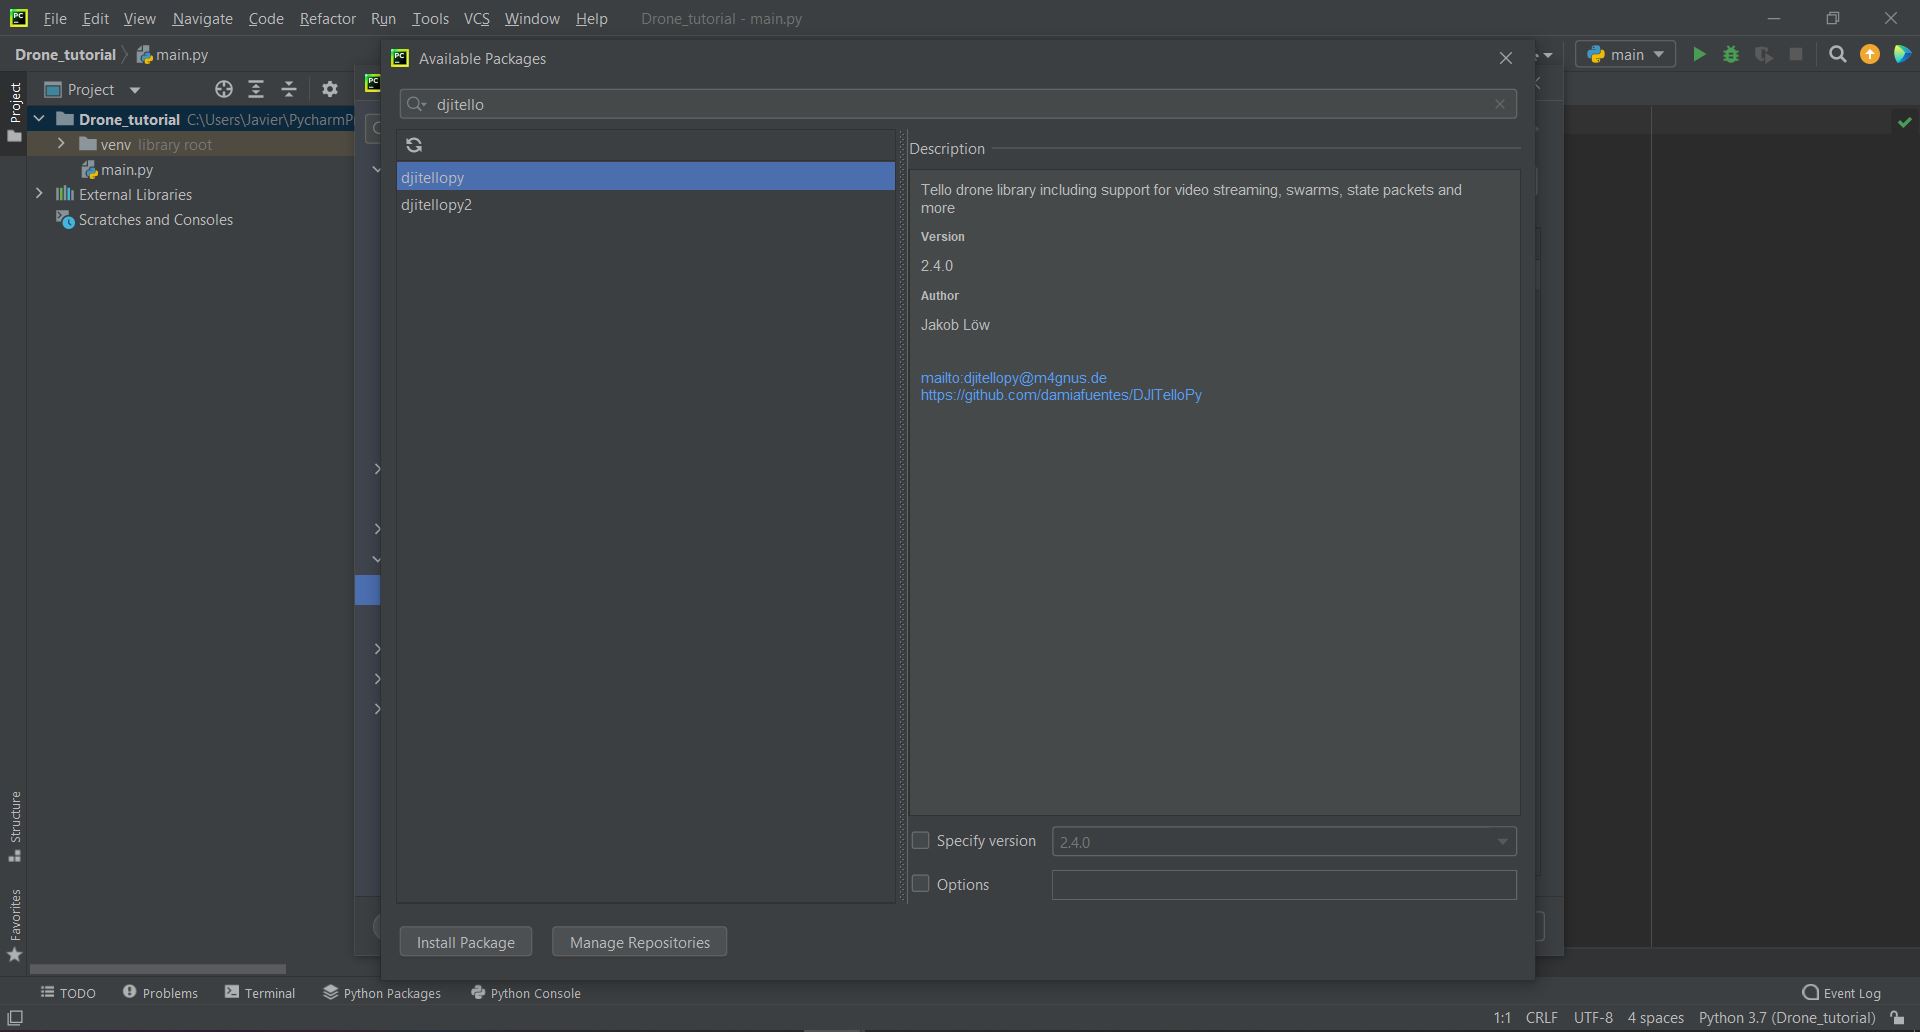 File Edit View Navigate Code Refactor Run Tools VCS Window Help Drone_tutorial - main.py
Drone_tutorial main.py
main
Available Packages
Project
Project
djitello
Drone_tutorial C:\Users\Javier\PycharmP
venv library root
main.py
External Libraries
Scratches and Consoles
djitellopy
djitellopy2
Description
Tello drone library including support for video streaming, swarms, state packets and
more
Version
2.4.0
Author
Jakob Löw
mailto:djitellopy@m4gnus.de
https://github.com/damiafuentes/DJITelloPy
Specify version 2.4.0
Options
Install Package Manage Repositories
Structure
Favorites
TODO Problems Terminal Python Packages Python Console Event Log
1:1 CRLF UTF-8 4 spaces Python 3.7 (Drone_tutorial)